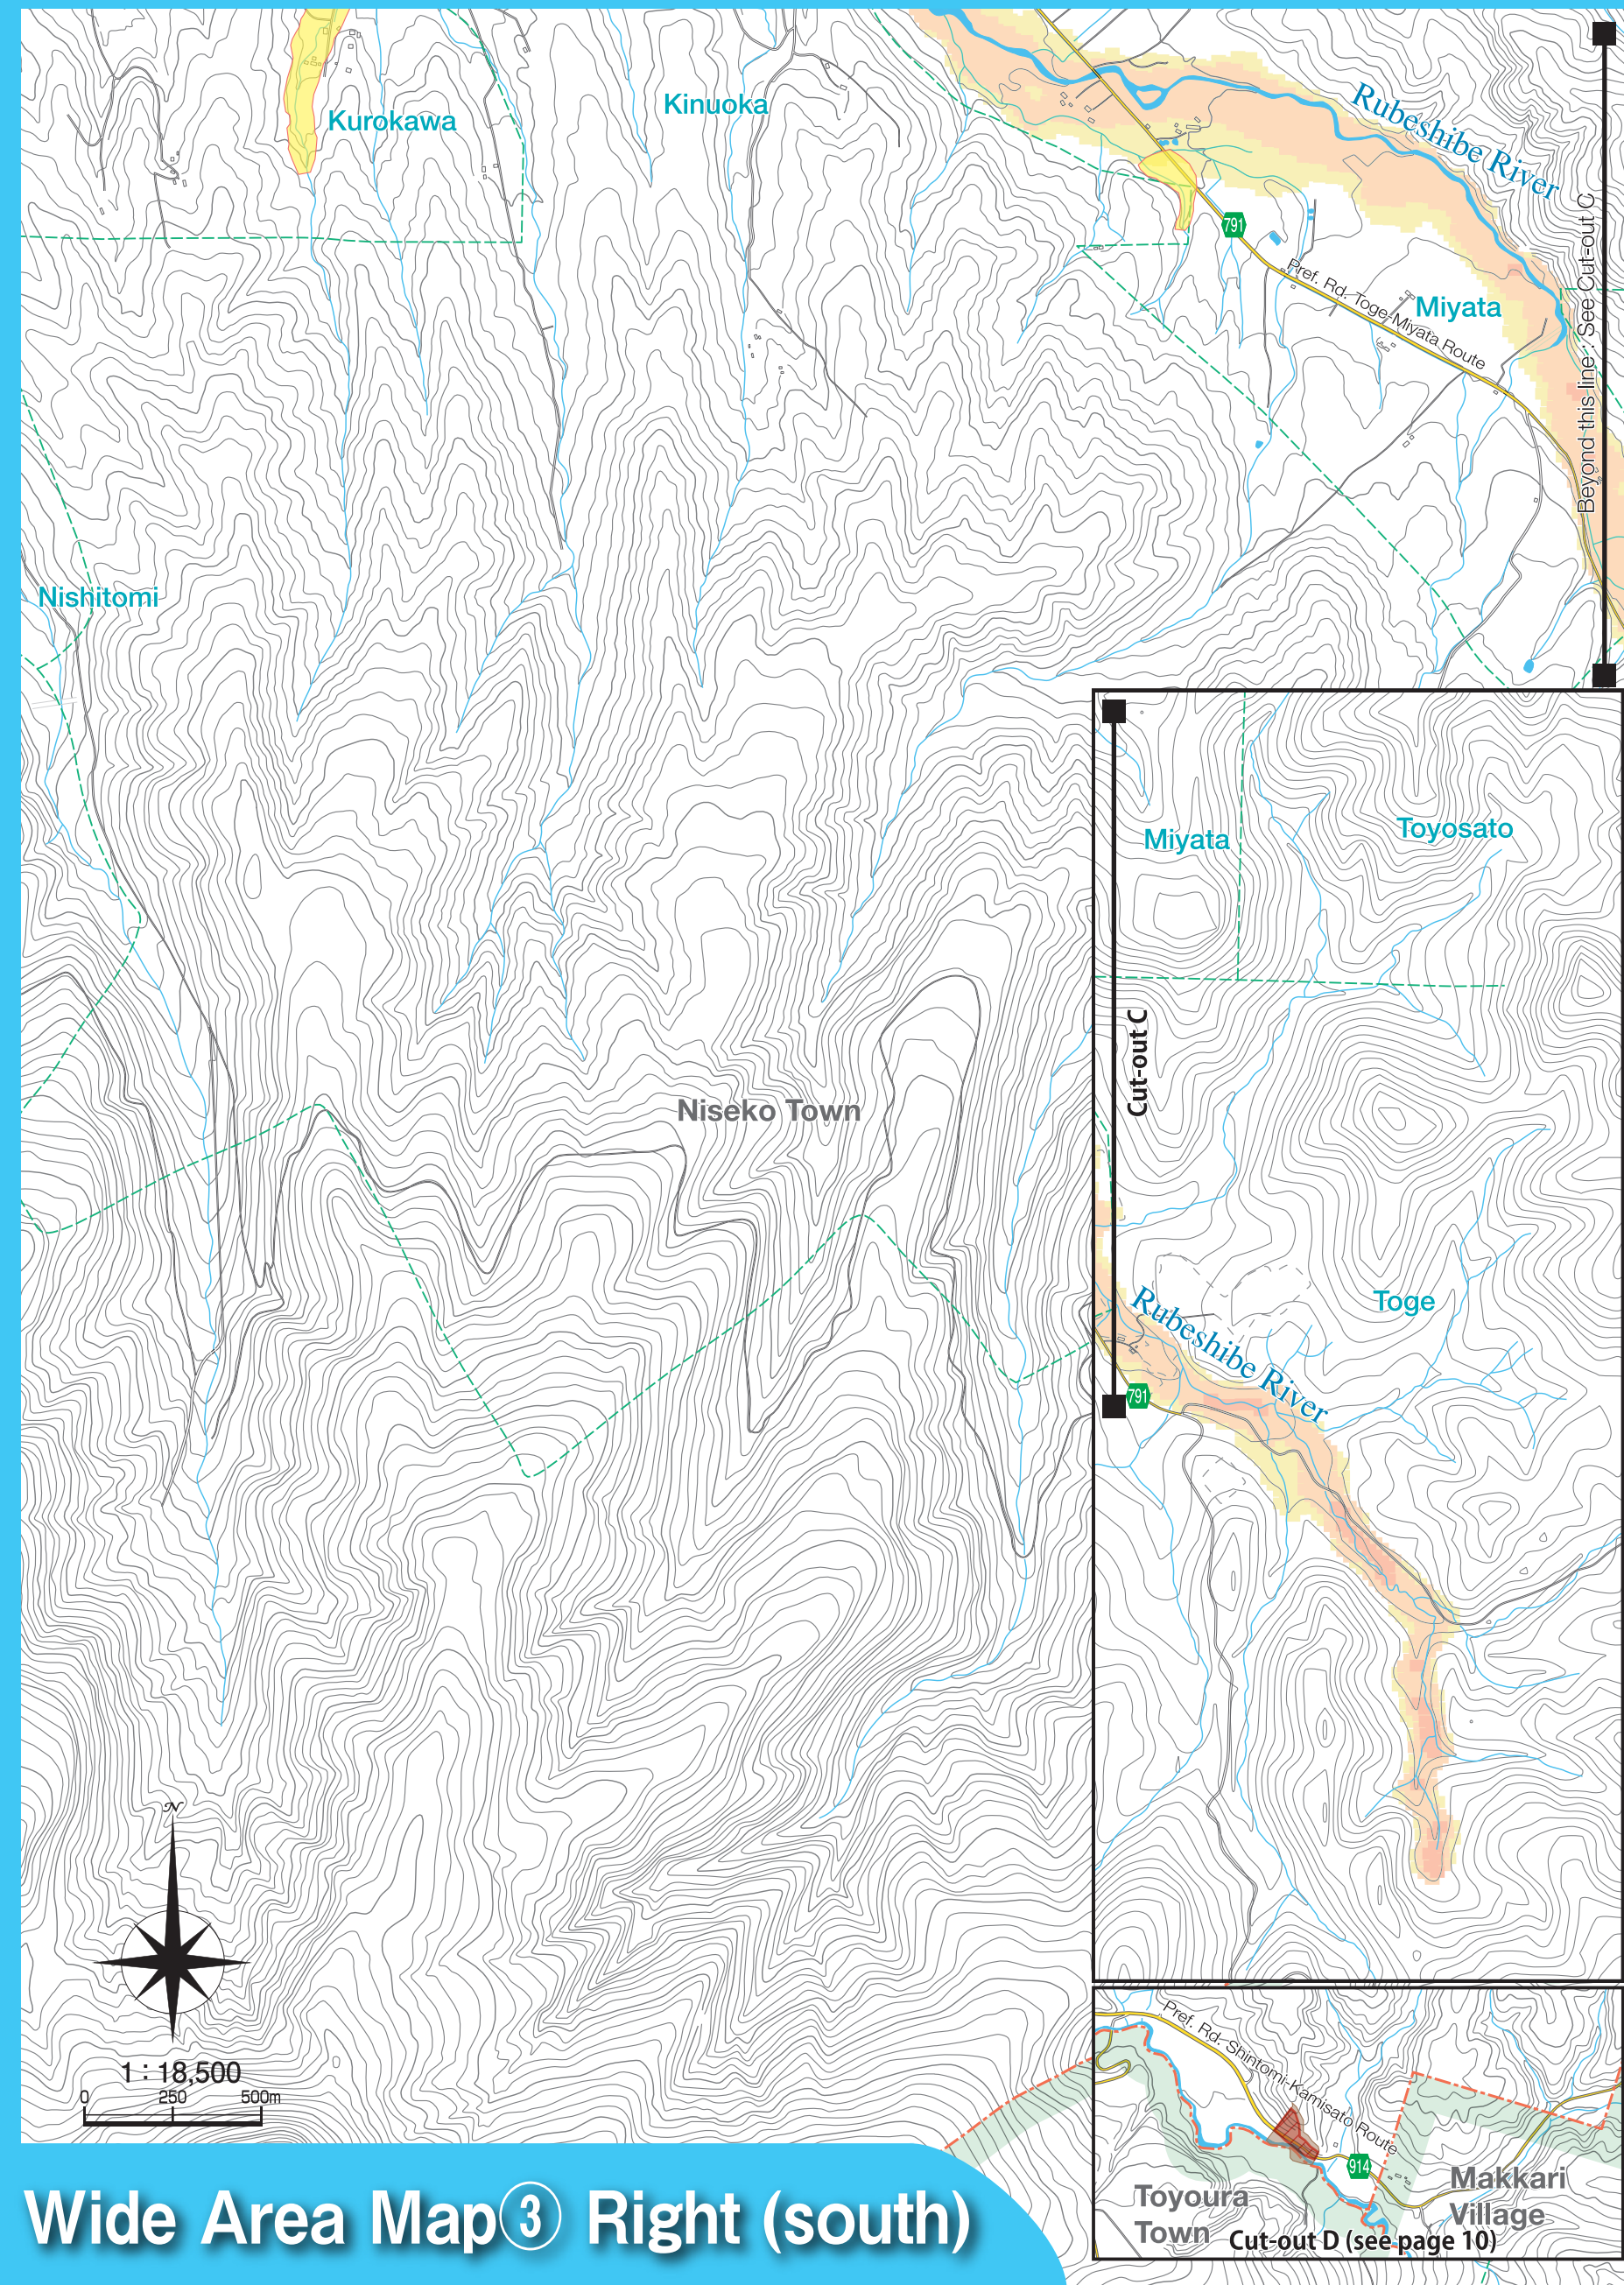 Kurokawa
Kinuoka
Rubeshibe River
791
Pref. Rd. Toge-Miyata Route
Miyata
Beyond this line : See Cut-out C
Nishitomi
Miyata
Toyosato
Cut-out C
Niseko Town
Toge
Rubeshibe River
791
N
1 : 18,500
0 250 500m
Pref. Rd. Shintomi-Kamisato Route
914
Toyoura
Town
Makkari
Village
Cut-out D (see page 10)
Wide Area Map③ Right (south)